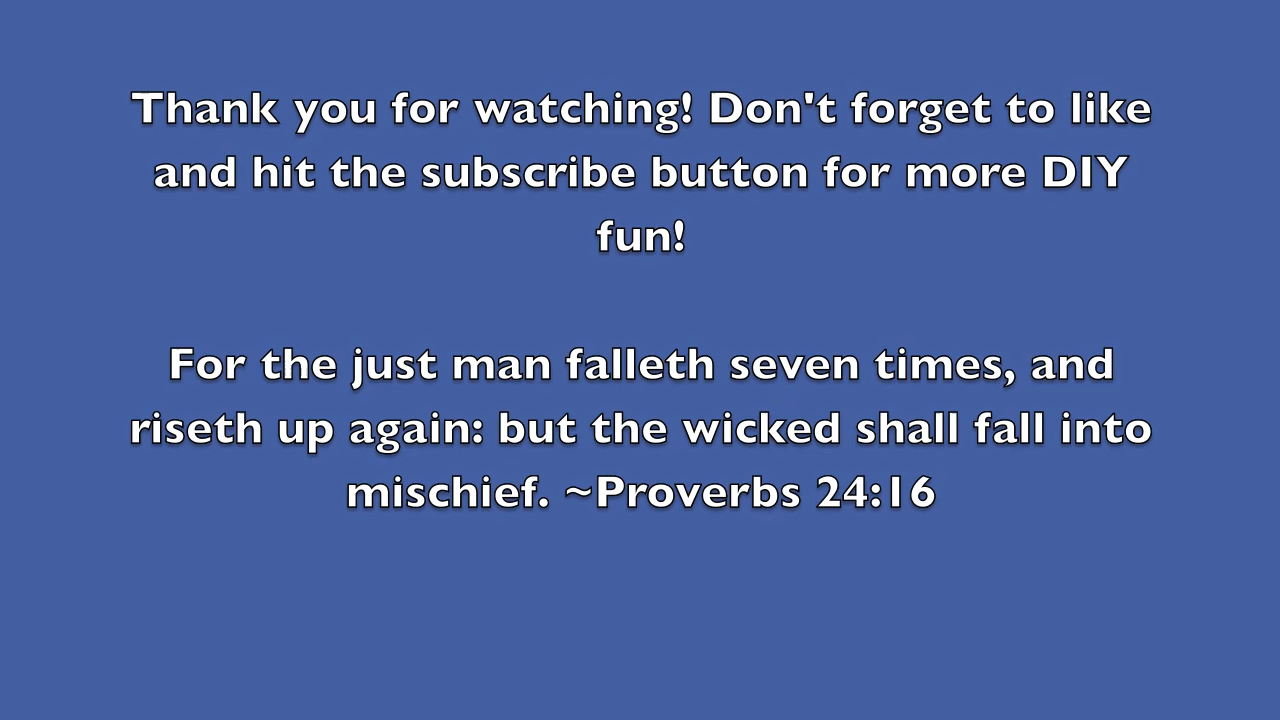 Thank you for watching! Don't forget to like
and hit the subscribe button for more DIY
fun!
For the just man falleth seven times, and
riseth up again: but the wicked shall fall into
mischief. ~Proverbs 24:16